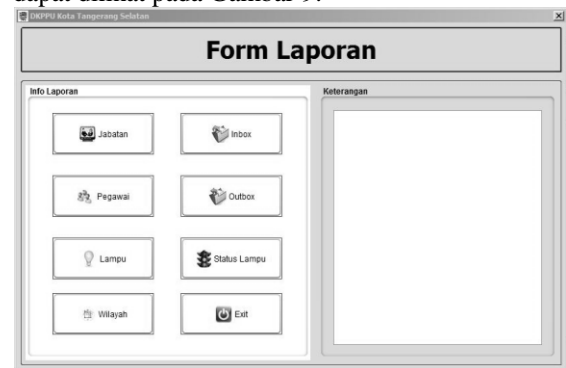 dapat dilihat pada Gambar 9.
DKPPU Kota Tangerang Selatan
Form Laporan
Info Laporan
Keterangan
Jabatan
Inbox
Pegawai
Outbox
Lampu
Status Lampu
Wilayah
Exit